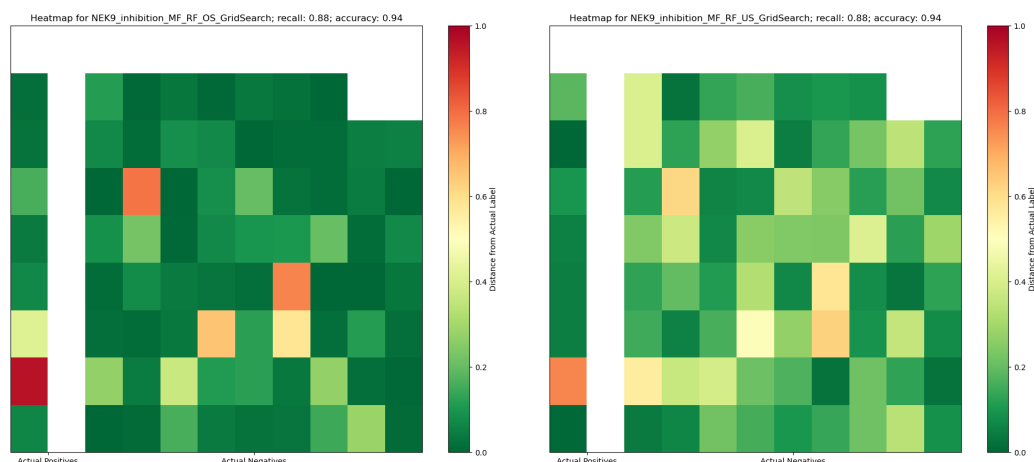 Heatmap for NEK9_inhibition_MF_RF_OS_GridSearch; recall: 0.88; accuracy: 0.94
1.0
0.8
0.6
0.4
0.2
0.0
Distance from Actual Label
Actual Positives
Actual Negatives
Heatmap for NEK9_inhibition_MF_RF_US_GridSearch; recall: 0.88; accuracy: 0.94
1.0
0.8
0.6
0.4
0.2
0.0
Distance from Actual Label
Actual Positives
Actual Negatives